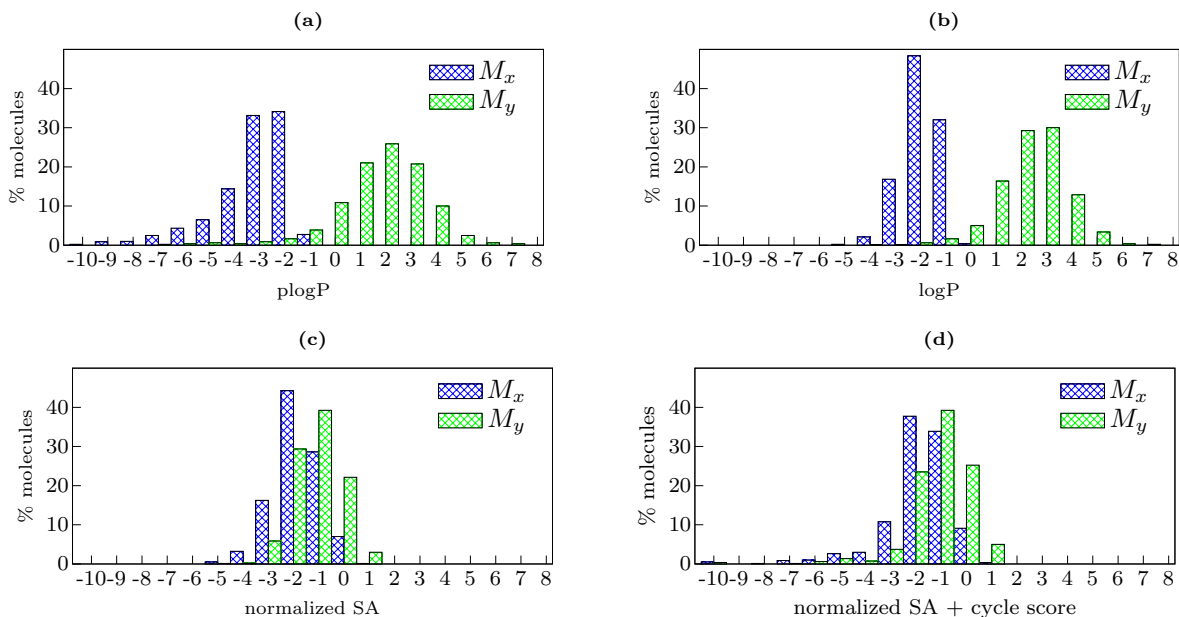 (a)
% molecules
40
30
20
10
0
M_x
M_y
-10 -9 -8 -7 -6 -5 -4 -3 -2 -1 0 1 2 3 4 5 6 7 8
plogP
(b)
% molecules
40
30
20
10
0
M_x
M_y
-10 -9 -8 -7 -6 -5 -4 -3 -2 -1 0 1 2 3 4 5 6 7 8
logP
(c)
% molecules
40
30
20
10
0
M_x
M_y
-10 -9 -8 -7 -6 -5 -4 -3 -2 -1 0 1 2 3 4 5 6 7 8
normalized SA
(d)
% molecules
40
30
20
10
0
M_x
M_y
-10 -9 -8 -7 -6 -5 -4 -3 -2 -1 0 1 2 3 4 5 6 7 8
normalized SA + cycle score